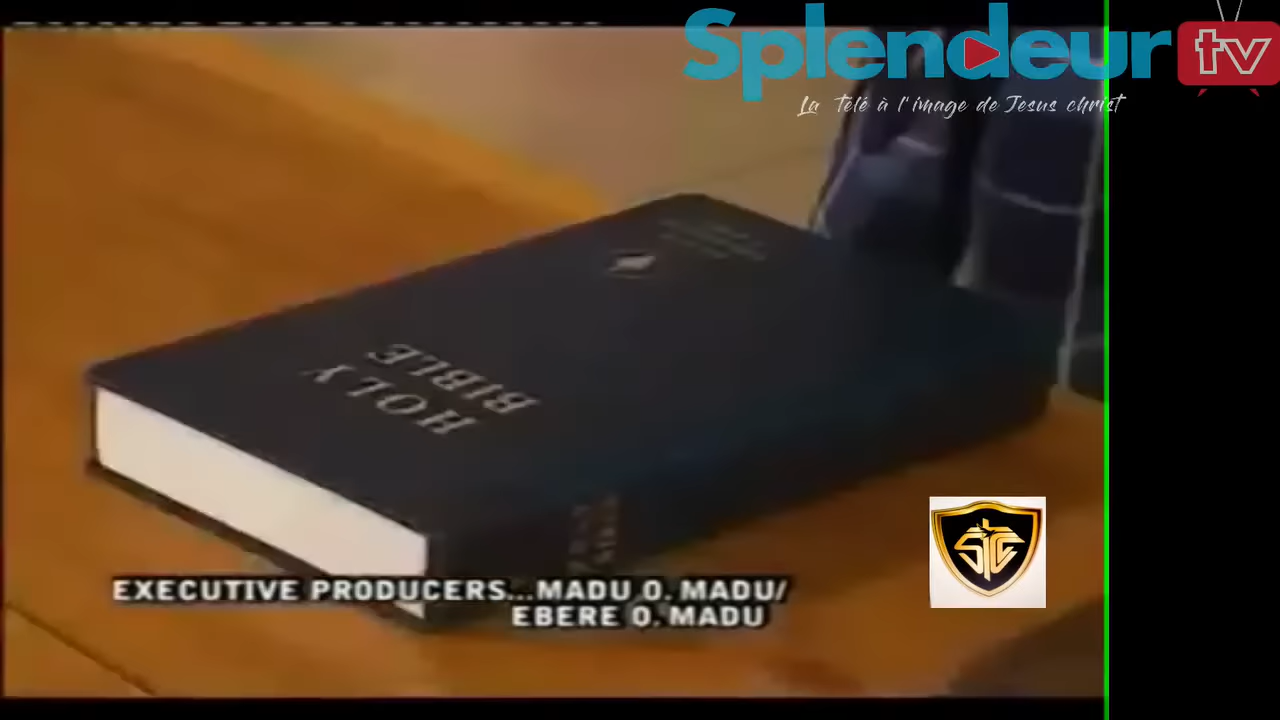 Splendeur tv
La Télé à l'image de Jesus christ
HOLY
BIBLE
EXECUTIVE PRODUCERS...MADU O. MADU/
EBERE O. MADU